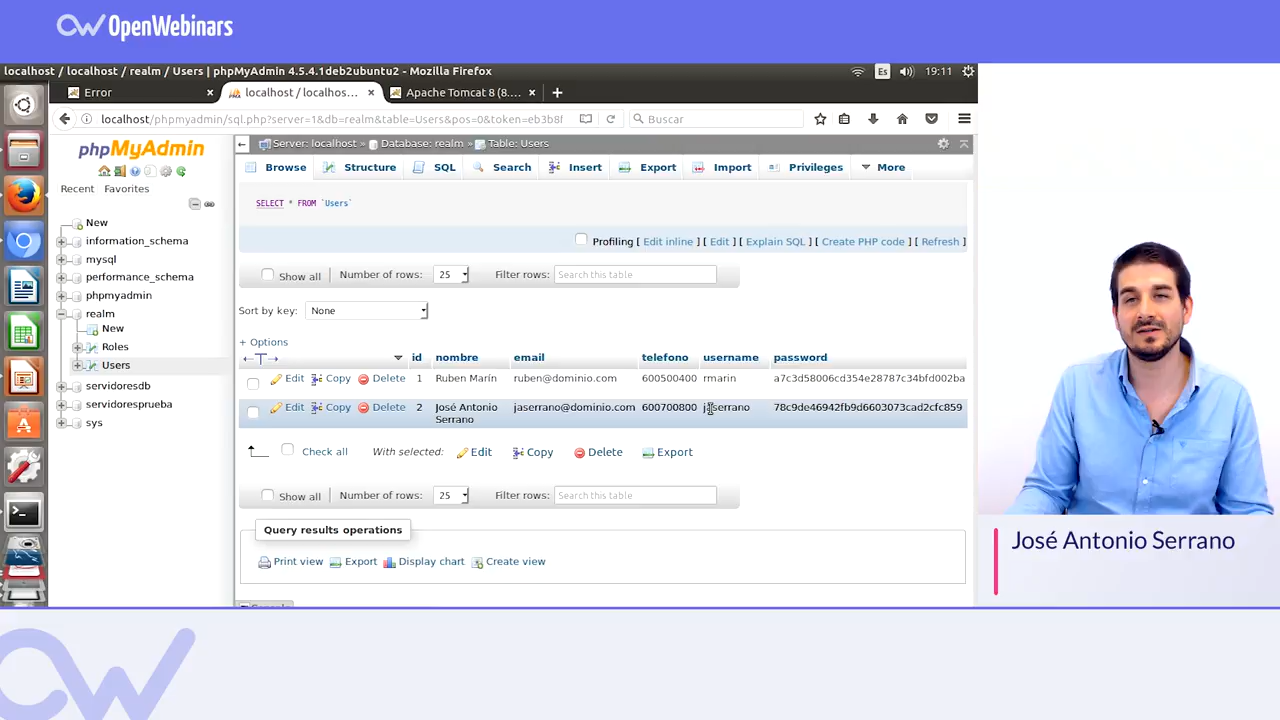 OpenWebinars
localhost / localhost / realm / Users | phpMyAdmin 4.5.4.1deb2ubuntu2 - Mozilla Firefox
Es
19:11
Error
localhost / localhos...
Apache Tomcat 8 (8....
localhost/phpmyadmin/sql.php?server=1&db=realm&table=Users&pos=0&token=eb3b8f
Buscar
phpMyAdmin
Recent Favorites
New
information_schema
mysql
performance_schema
phpmyadmin
realm
New
Roles
Users
servidoresdb
servidoresprueba
sys
Server: localhost » Database: realm » Table: Users
Browse Structure SQL Search Insert Export Import Privileges More
SELECT * FROM `Users`
Profiling [ Edit inline ] [ Edit ] [ Explain SQL ] [ Create PHP code ] [ Refresh ]
Show all Number of rows: 25 Filter rows: Search this table
Sort by key: None
+ Options
id nombre email telefono username password
Edit Copy Delete 1 Ruben Marín ruben@dominio.com 600500400 rmarin a7c3d58006cd354e28787c34bfd002ba
Edit Copy Delete 2 José Antonio jaserrano@dominio.com 600700800 jaserrano 78c9de46942fb9d6603073cad2cfc859
Serrano
Check all With selected: Edit Copy Delete Export
Show all Number of rows: 25 Filter rows: Search this table
Query results operations
Print view Export Display chart Create view
José Antonio Serrano